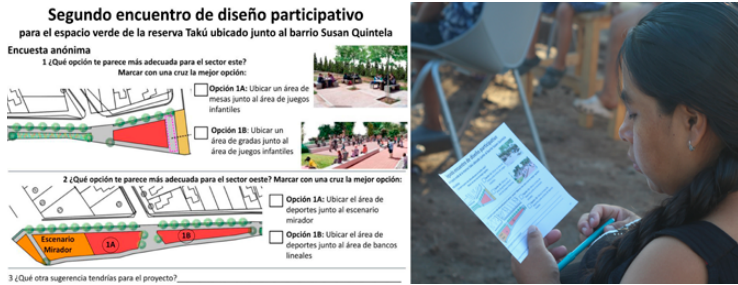 Segundo encuentro de diseño participativo
para el espacio verde de la reserva Takú ubicado junto al barrio Susan Quintela
Encuesta anónima
1 ¿Qué opción te parece más adecuada para el sector este?
Marcar con una cruz la mejor opción:
Opción 1A: Ubicar un área de
mesas junto al área de juegos
infantiles
Opción 1B: Ubicar un
área de gradas junto al
área de juegos infantiles
2 ¿Qué opción te parece más adecuada para el sector oeste? Marcar con una cruz la mejor opción:
Opción 1A: Ubicar el área de
deportes junto al escenario
mirador
Opción 1B: Ubicar el área de
deportes junto al área de bancos
lineales
Escenario
Mirador
1A
1B
3 ¿Qué otra sugerencia tendrías para el proyecto?
Segundo encuentro de diseño participativo